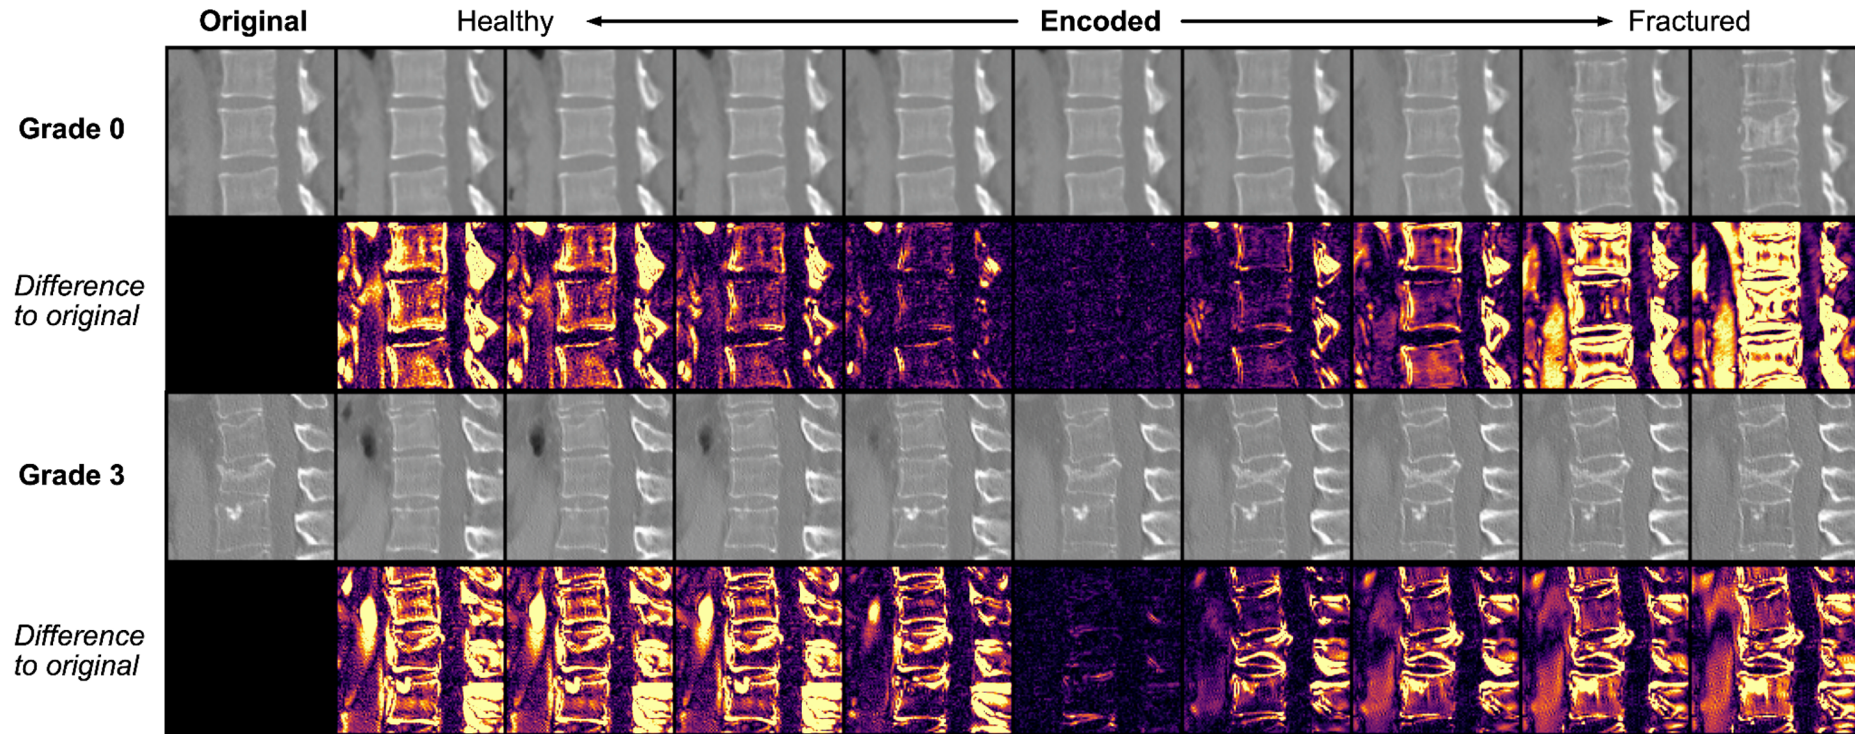 Original Healthy Encoded Fractured
Grade 0
Difference
to original
Grade 3
Difference
to original